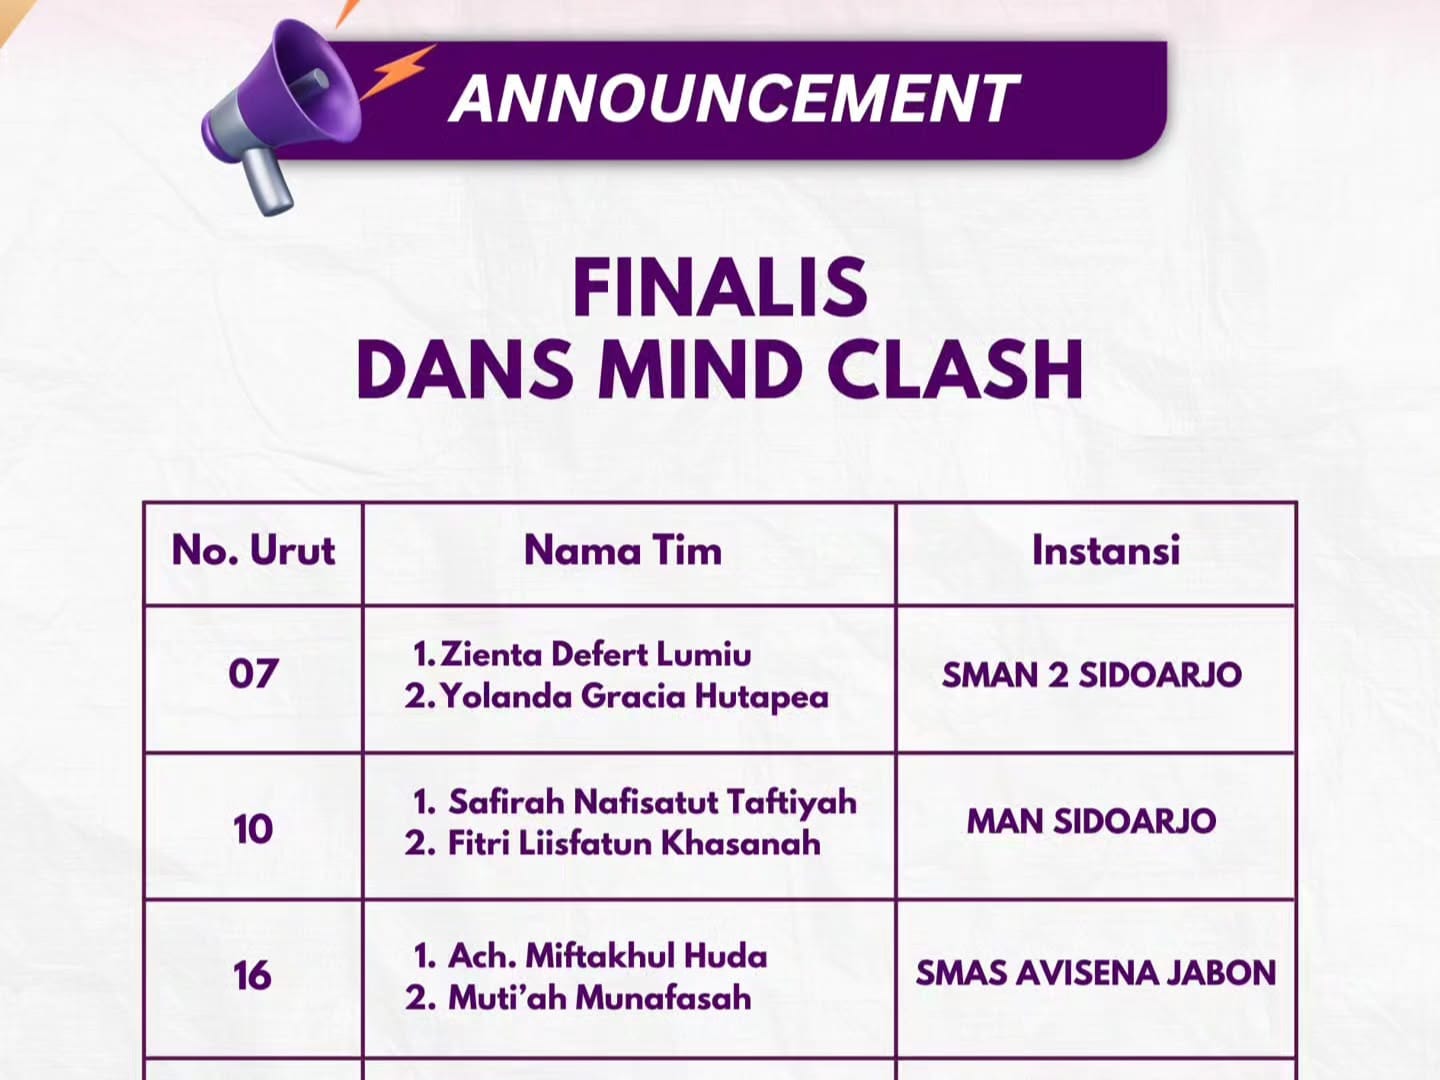 ANNOUNCEMENT
FINALIS
DANS MIND CLASH
No. Urut Nama Tim Instansi
07
1. Zienta Defert Lumiu
2. Yolanda Gracia Hutapea
SMAN 2 SIDOARJO
10
1. Safirah Nafisatut Taftiyah
2. Fitri Liisfatun Khasanah
MAN SIDOARJO
16
1. Ach. Miftakhul Huda
2. Muti’ah Munafasah
SMAS AVISENA JABON